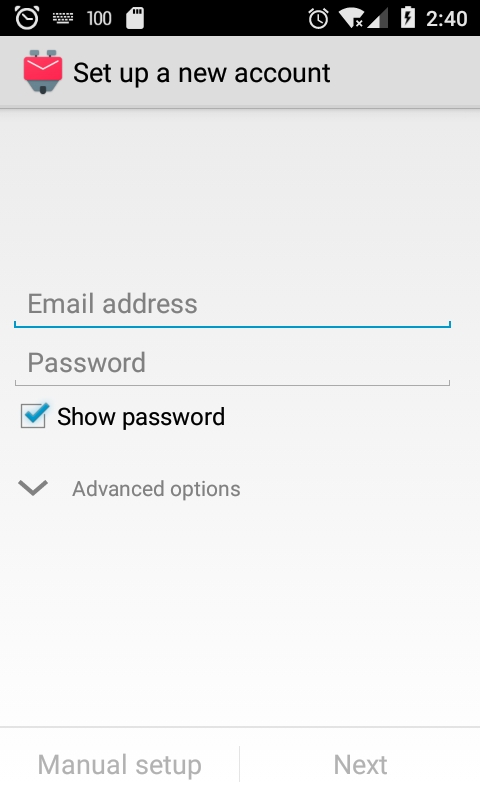 100 2:40
Set up a new account
Email address
Password
Show password
Advanced options
Manual setup Next